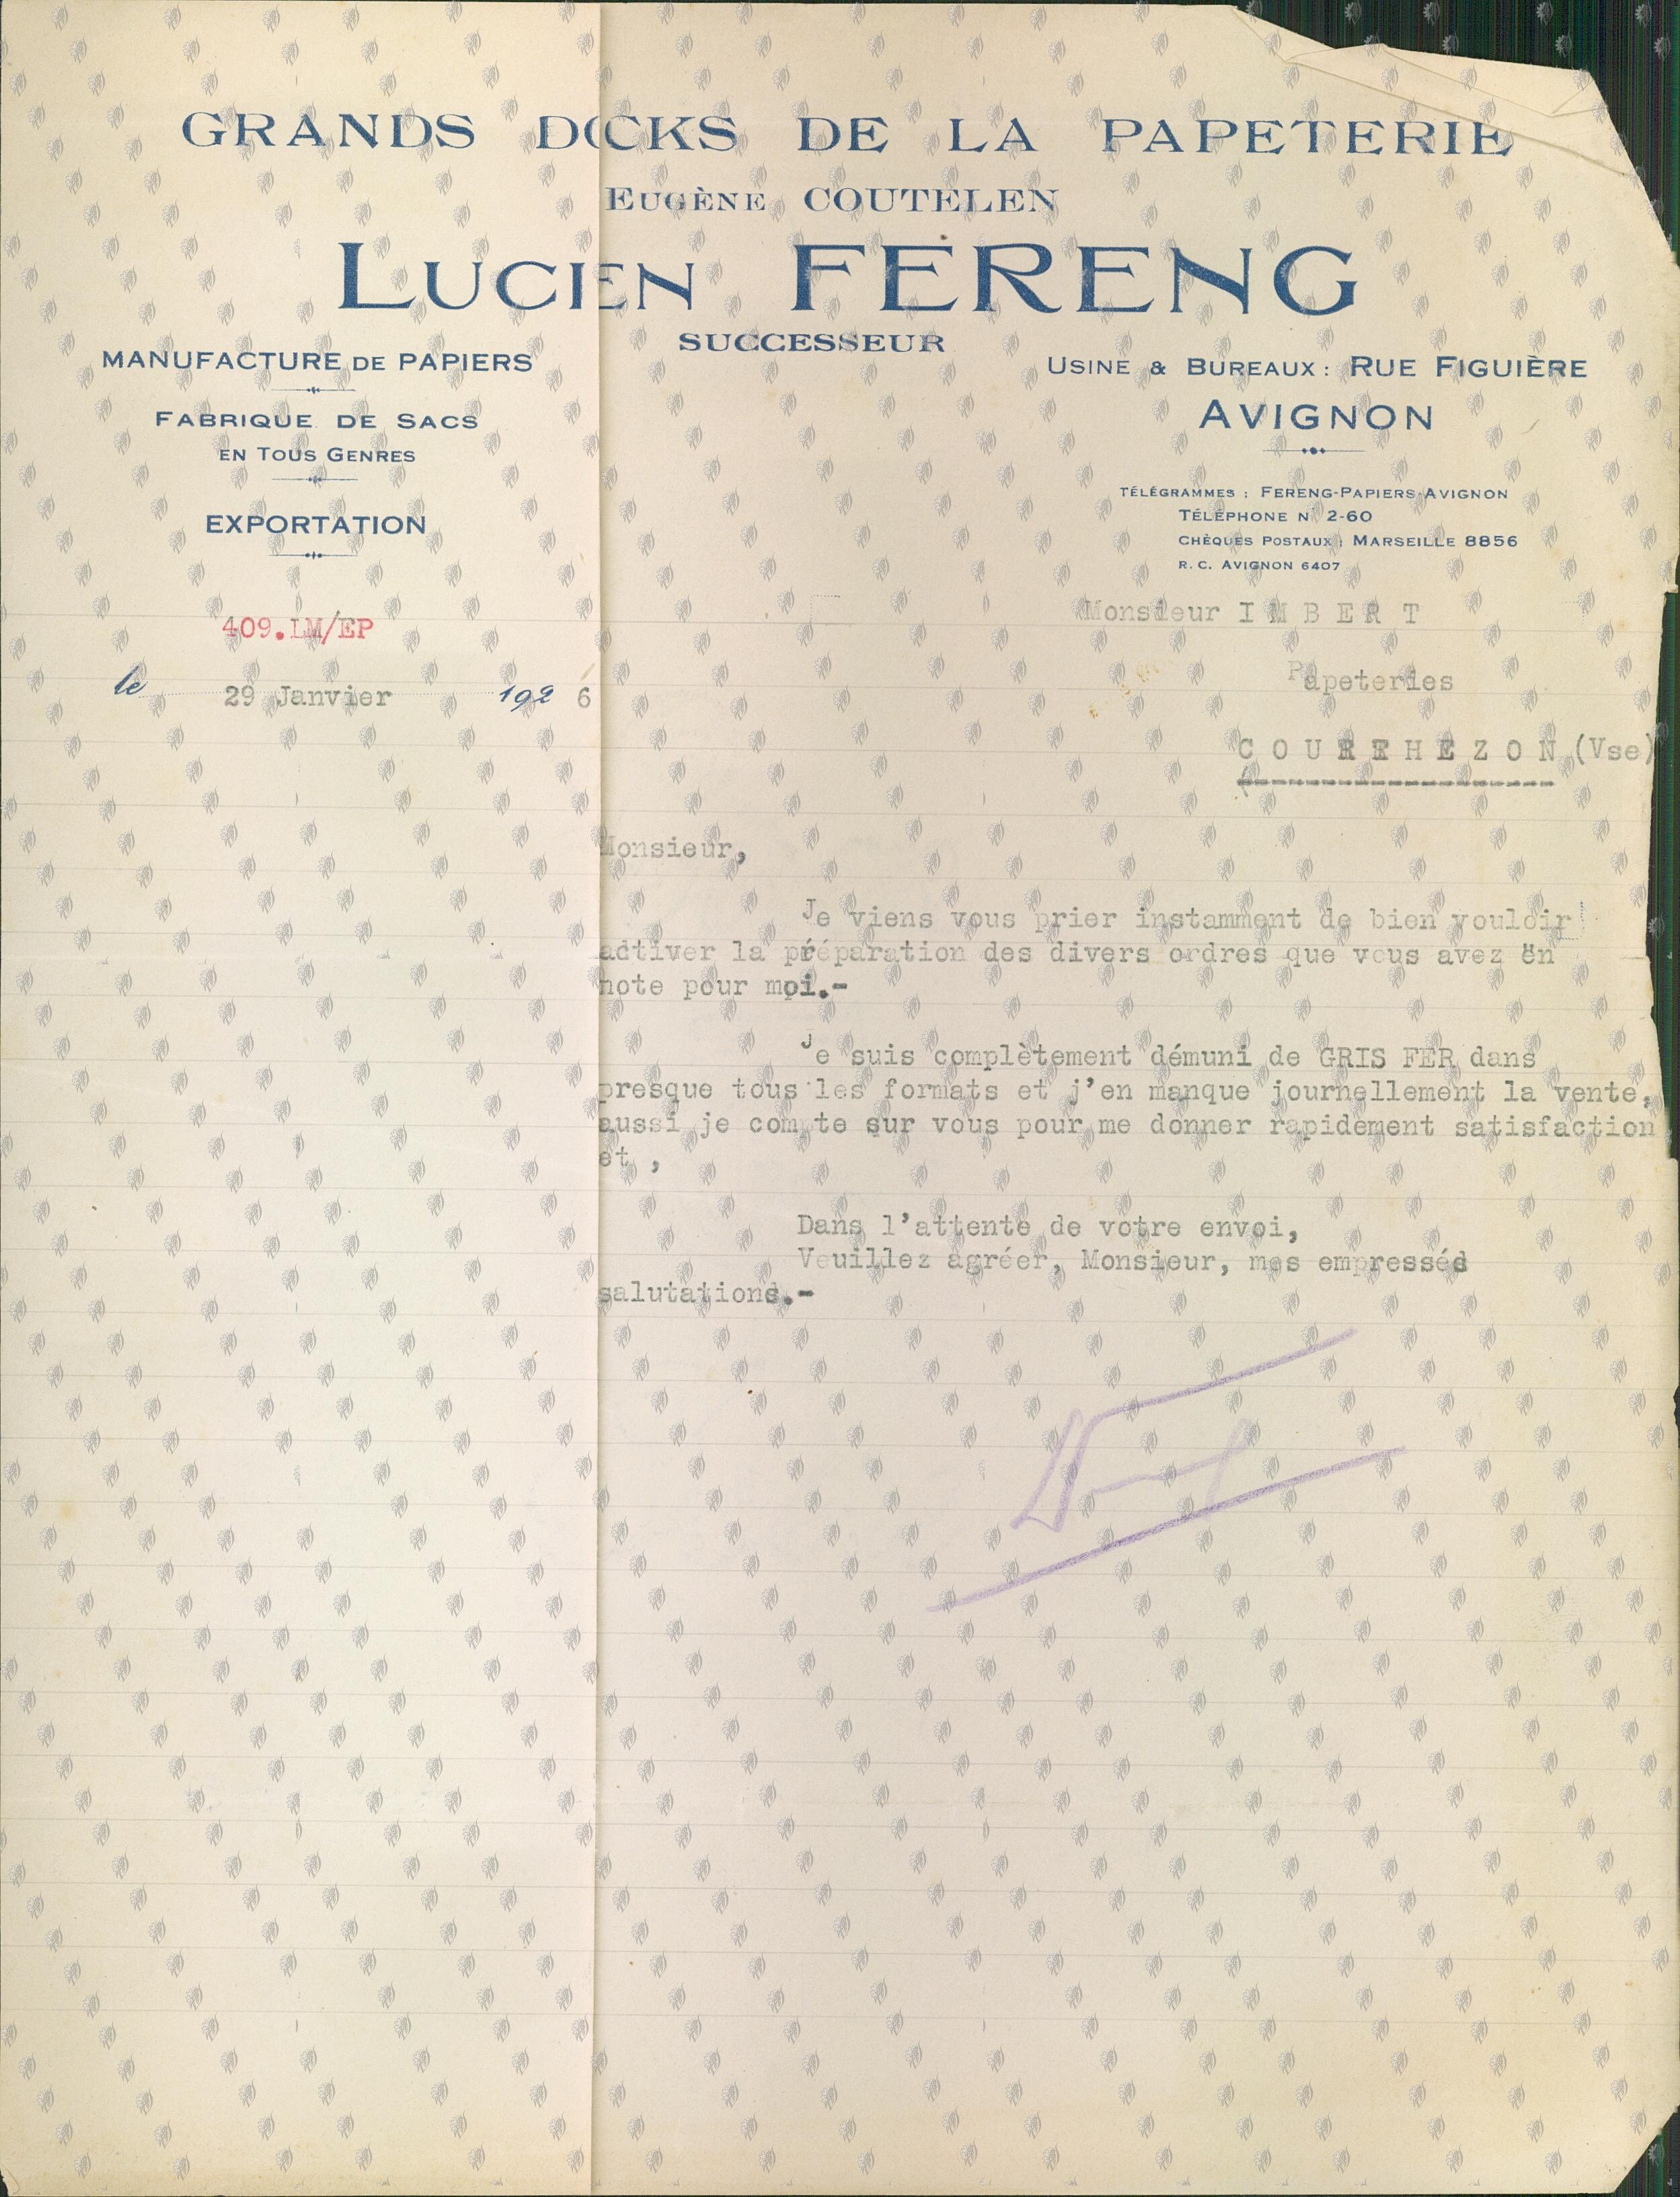 GRANDS DOCKS DE LA PAPETERIE
EUGÈNE COUTELEN
LUCIEN FERENG
SUCCESSEUR
MANUFACTURE DE PAPIERS
FABRIQUE DE SACS
EN TOUS GENRES
EXPORTATION
USINE & BUREAUX: RUE FIGUIÈRE
AVIGNON
TÉLÉGRAMMES : FERENG-PAPIERS-AVIGNON
TÉLÉPHONE N° 2-60
CHÈQUES POSTAUX : MARSEILLE 8856
R. C. AVIGNON 6407
409.LM/EP
le 29 Janvier 1926
Monsieur I M B E R T
Papeteries
C O U R T H E Z O N (Vse)
Monsieur,
Je viens vous prier instamment de bien vouloir
activer la préparation des divers ordres que vous avez en
note pour moi.-
Je suis complètement démuni de GRIS FER dans
presque tous les formats et j'en manque journellement la vente,
aussi je compte sur vous pour me donner rapidement satisfaction
et ,
Dans l'attente de votre envoi,
Veuillez agréer, Monsieur, mes empressés
salutations.-